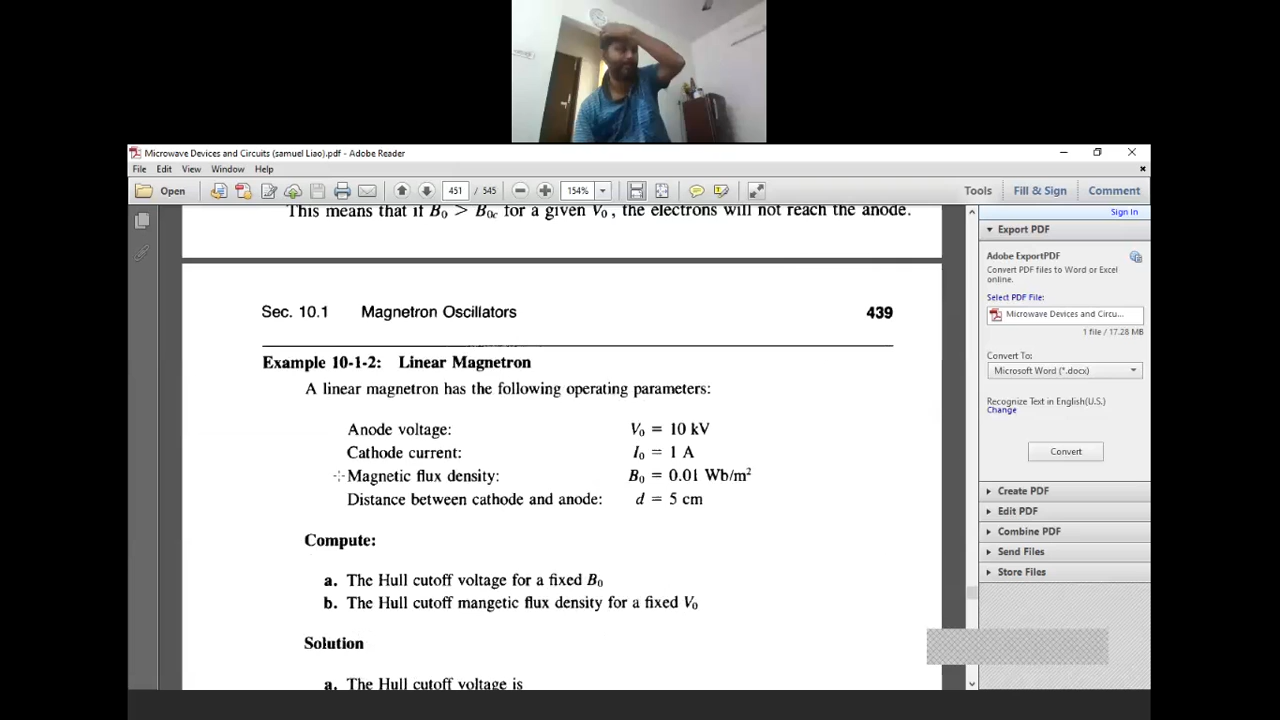 Microwave Devices and Circuits (samuel Liao).pdf - Adobe Reader
File Edit View Window Help
Open 451 / 545 154% Tools Fill & Sign Comment
This means that if B₀ > B₀c for a given V₀, the electrons will not reach the anode.
Sec. 10.1 Magnetron Oscillators 439
Example 10-1-2: Linear Magnetron
A linear magnetron has the following operating parameters:
Anode voltage: V₀ = 10 kV
Cathode current: I₀ = 1 A
Magnetic flux density: B₀ = 0.01 Wb/m²
Distance between cathode and anode: d = 5 cm
Compute:
a. The Hull cutoff voltage for a fixed B₀
b. The Hull cutoff mangetic flux density for a fixed V₀
Solution
a. The Hull cutoff voltage is
Sign In
Export PDF
Adobe ExportPDF
Convert PDF files to Word or Excel
online.
Select PDF File:
Microwave Devices and Circu...
1 file / 17.28 MB
Convert To:
Microsoft Word (*.docx)
Recognize Text in English(U.S.)
Change
Convert
Create PDF
Edit PDF
Combine PDF
Send Files
Store Files